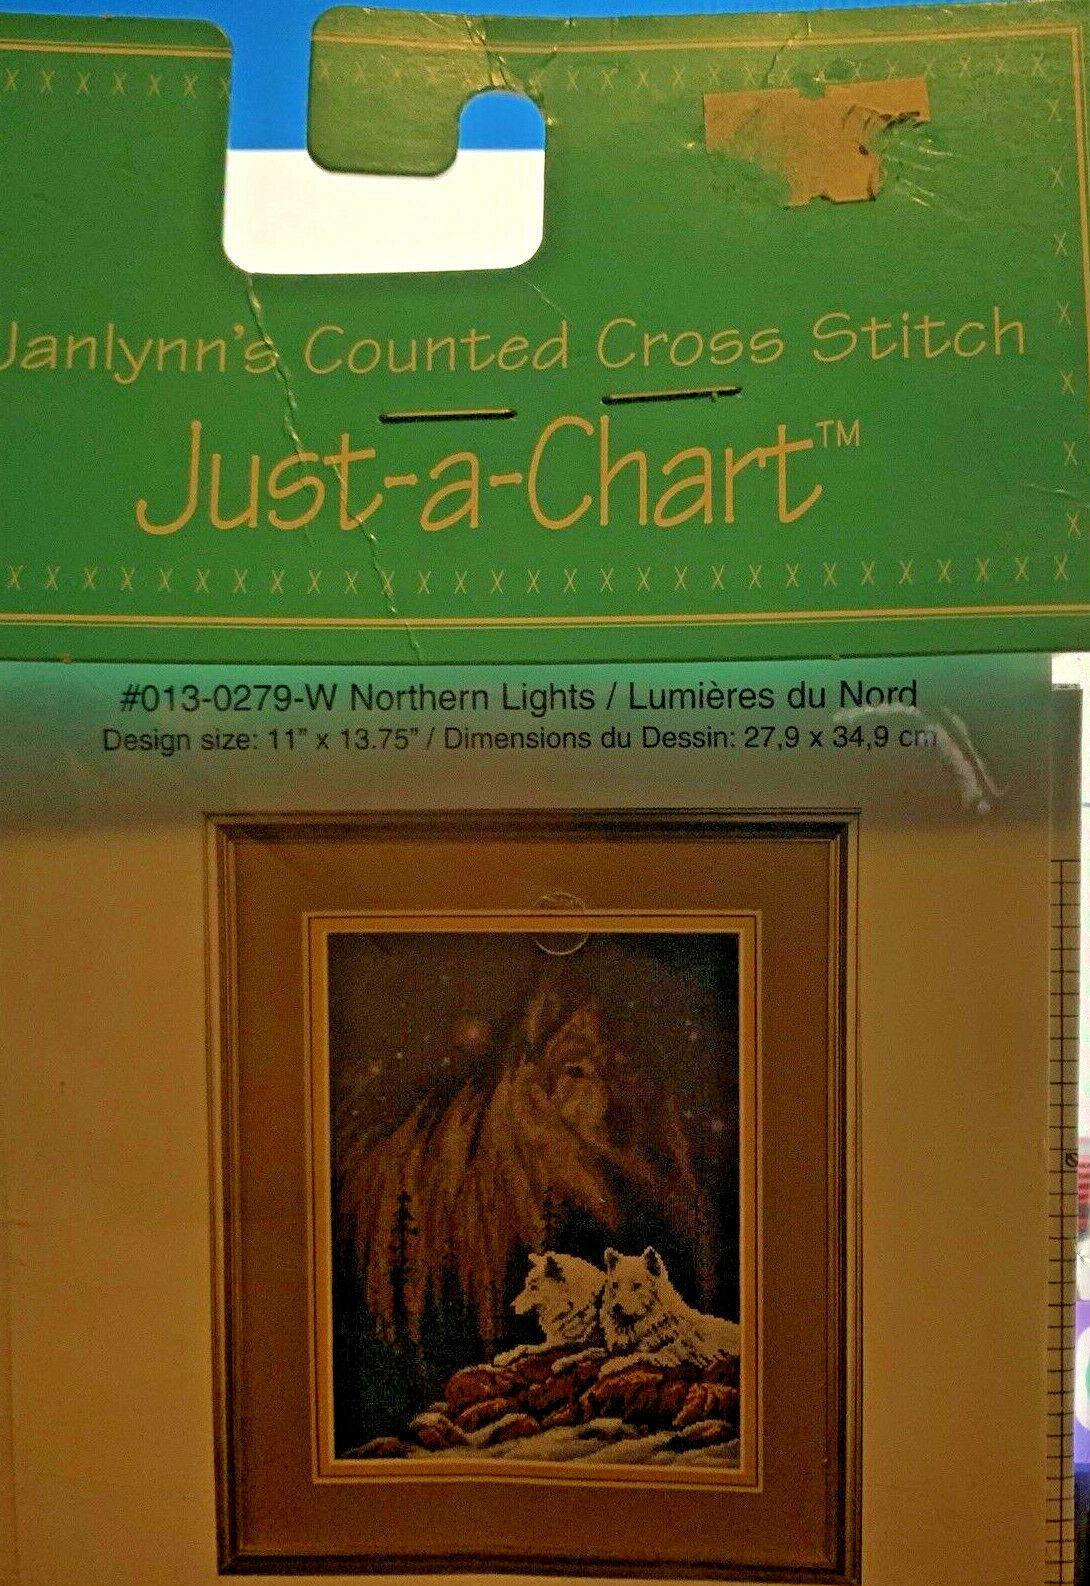 Janlynn's Counted Cross Stitch
Just-a-Chart™
#013-0279-W Northern Lights / Lumières du Nord
Design size: 11" x 13.75" / Dimensions du Dessin: 27,9 x 34,9 cm